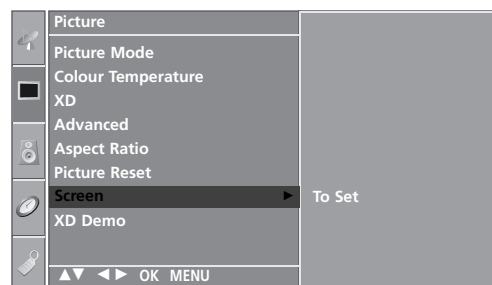 Picture
Picture Mode
Colour Temperature
XD
Advanced
Aspect Ratio
Picture Reset
Screen ► To Set
XD Demo
▲▼ ◄► OK MENU